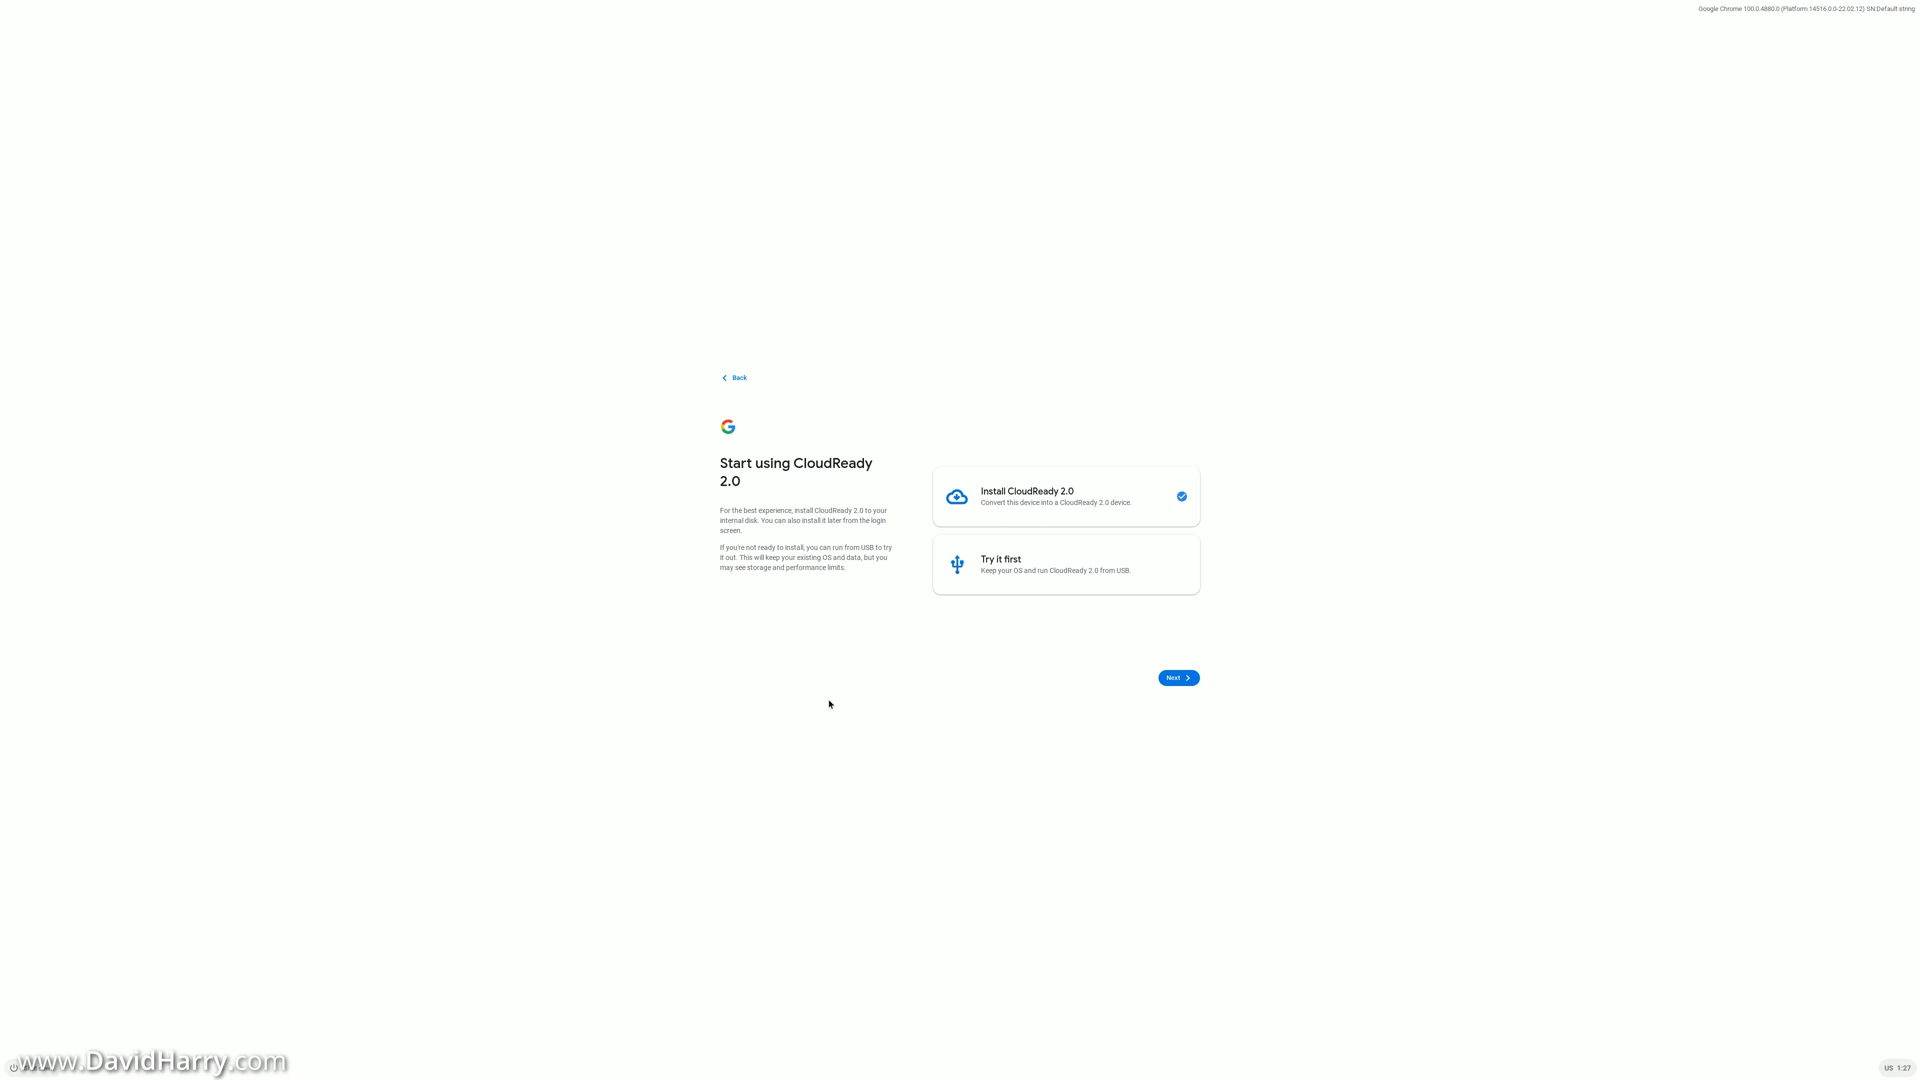 Google Chrome 100.0.4880.0 (Platform 14516.0.0-22.02.12) SN:Default string
Back
Start using CloudReady
2.0
For the best experience, install CloudReady 2.0 to your
internal disk. You can also install it later from the login
screen.
If you're not ready to install, you can run from USB to try
it out. This will keep your existing OS and data, but you
may see storage and performance limits.
Install CloudReady 2.0
Convert this device into a CloudReady 2.0 device.
Try it first
Keep your OS and run CloudReady 2.0 from USB.
Next
www.DavidHarry.com
US 1:27